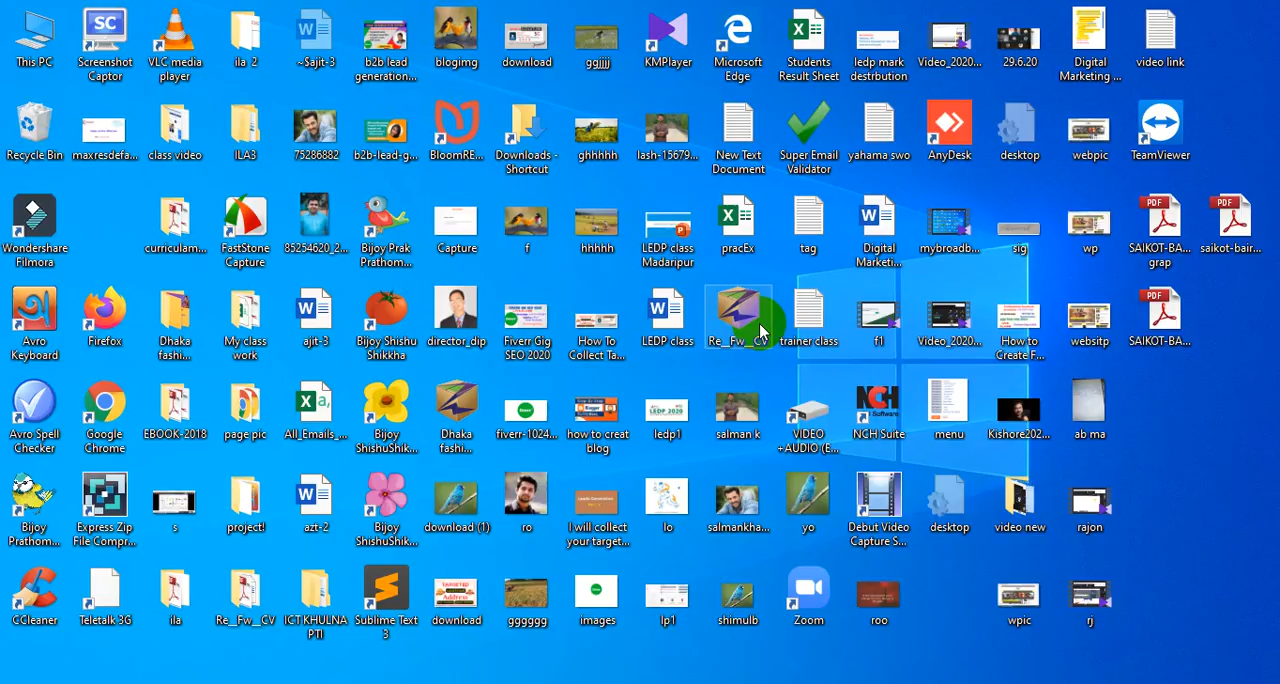 This PC
Screenshot
Captor
VLC media
player
ila 2
~$ajit-3
b2b lead
generation...
blogimg
download
ggjjjj
KMPlayer
Microsoft
Edge
Students
Result Sheet
ledp mark
destrbution
Video_2020...
29.6.20
Digital
Marketing ...
video link
Recycle Bin
maxresdefa...
class video
ILA3
75286882
b2b-lead-g...
BloomRE...
Downloads -
Shortcut
ghhhhh
lash-15679...
New Text
Document
Super Email
Validator
yahama swo
AnyDesk
desktop
webpic
TeamViewer
Wondershare
Filmora
curriculam...
FastStone
Capture
85254620_2...
Bijoy Prak
Prathom...
Capture
f
hhhhh
LEDP class
Madaripur
pracEx
tag
Digital
Marketi...
mybroadb...
sig
wp
SAIKOT-BA...
grap
saikot-bair...
Avro
Keyboard
Firefox
Dhaka
fashi...
My class
work
ajit-3
Bijoy Shishu
Shikkha
director_dip
Fiverr Gig
SEO 2020
How To
Collect Ta...
LEDP class
Re__Fw__CV
trainer class
f1
Video_2020...
How to
Create F...
websitp
SAIKOT-BA...
Avro Spell
Checker
Google
Chrome
EBOOK-2018
page pic
All_Emails_...
Bijoy
ShishuShik...
Dhaka
fashi...
fiverr-1024...
how to creat
blog
ledp1
salman k
VIDEO
+AUDIO (E...
NCH Suite
menu
Kishore202...
ab ma
Bijoy
Prathom...
Express Zip
File Compr...
s
project!
azt-2
Bijoy
ShishuShik...
download (1)
ro
I will collect
your target...
lo
salmankha...
yo
Debut Video
Capture S...
desktop
video new
rajon
CCleaner
Teletalk 3G
ila
Re__Fw__CV
ICT KHULNA
PTI
Sublime Text
3
download
gggggg
images
lp1
shimulb
Zoom
roo
wpic
rj